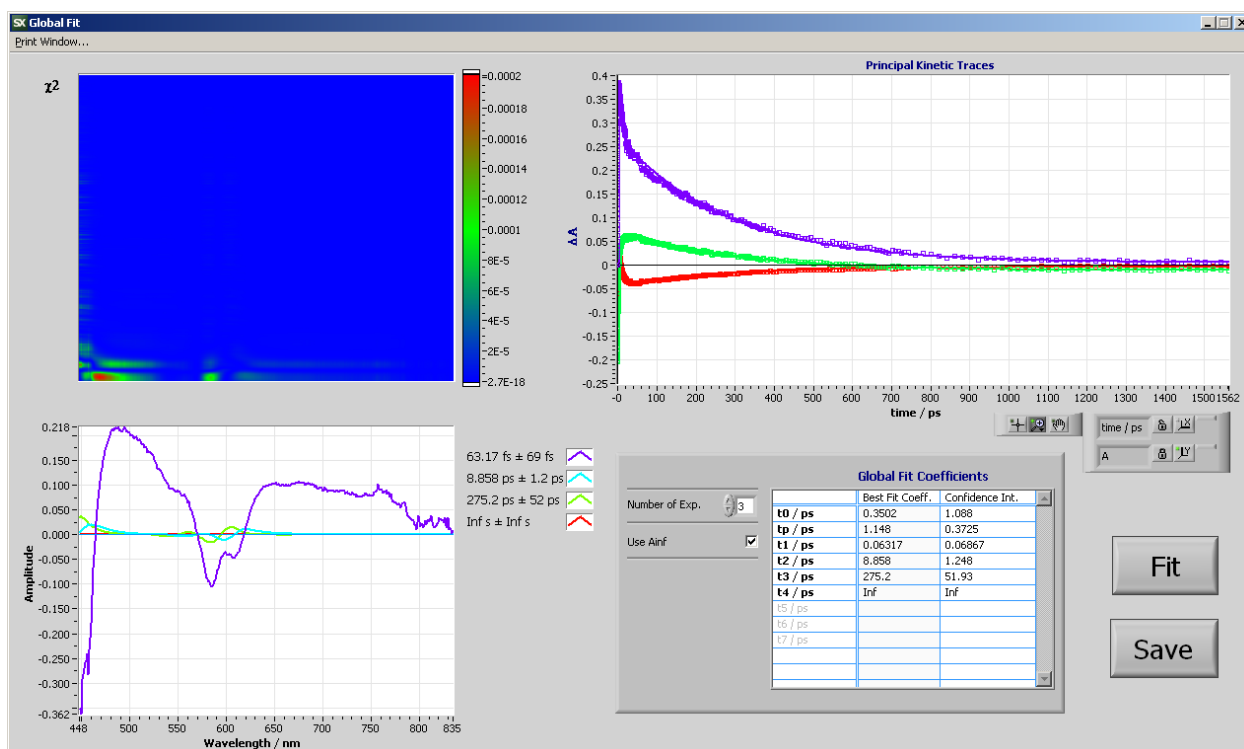 SX Global Fit
Print Window...
χ2
0.0002
0.00018
0.00016
0.00014
0.00012
0.0001
8E-5
6E-5
4E-5
2E-5
2.7E-18
Principal Kinetic Traces
0.4
0.35
0.3
0.25
0.2
0.15
0.1
0.05
0
-0.05
-0.1
-0.15
-0.2
-0.25
ΔA
-0 100 200 300 400 500 600 700 800 900 1000 1100 1200 1300 1400 1500 1562
time / ps
time / ps
A
0.218
0.100
0.050
0.000
-0.050
-0.100
-0.150
-0.200
-0.250
-0.300
-0.362
Amplitude
448 500 550 600 650 700 750 800 835
Wavelength / nm
63.17 fs ± 69 fs
8.858 ps ± 1.2 ps
275.2 ps ± 52 ps
Inf s ± Inf s
Number of Exp. 3
Use Ainf
Global Fit Coefficients
Best Fit Coeff. Confidence Int.
t0 / ps 0.3502 1.088
tp / ps 1.148 0.3725
t1 / ps 0.06317 0.06867
t2 / ps 8.858 1.248
t3 / ps 275.2 51.93
t4 / ps Inf Inf
t5 / ps
t6 / ps
t7 / ps
Fit
Save